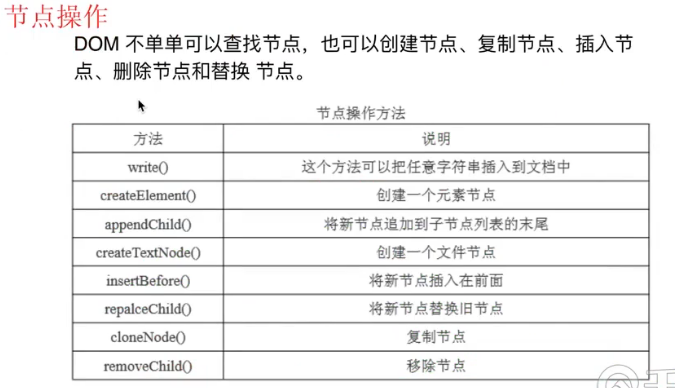 节点操作
DOM 不单单可以查找节点，也可以创建节点、复制节点、插入节
点、删除节点和替换 节点。
节点操作方法
方法 说明
write() 这个方法可以把任意字符串插入到文档中
createElement() 创建一个元素节点
appendChild() 将新节点追加到子节点列表的末尾
createTextNode() 创建一个文件节点
insertBefore() 将新节点插入在前面
repalceChild() 将新节点替换旧节点
cloneNode() 复制节点
removeChild() 移除节点